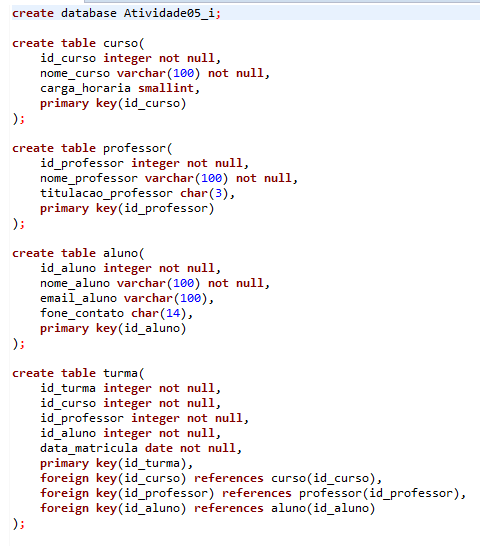 create database Atividade05_i;
create table curso(
id_curso integer not null,
nome_curso varchar(100) not null,
carga_horaria smallint,
primary key(id_curso)
);
create table professor(
id_professor integer not null,
nome_professor varchar(100) not null,
titulacao_professor char(3),
primary key(id_professor)
);
create table aluno(
id_aluno integer not null,
nome_aluno varchar(100) not null,
email_aluno varchar(100),
fone_contato char(14),
primary key(id_aluno)
);
create table turma(
id_turma integer not null,
id_curso integer not null,
id_professor integer not null,
id_aluno integer not null,
data_matricula date not null,
primary key(id_turma),
foreign key(id_curso) references curso(id_curso),
foreign key(id_professor) references professor(id_professor),
foreign key(id_aluno) references aluno(id_aluno)
);